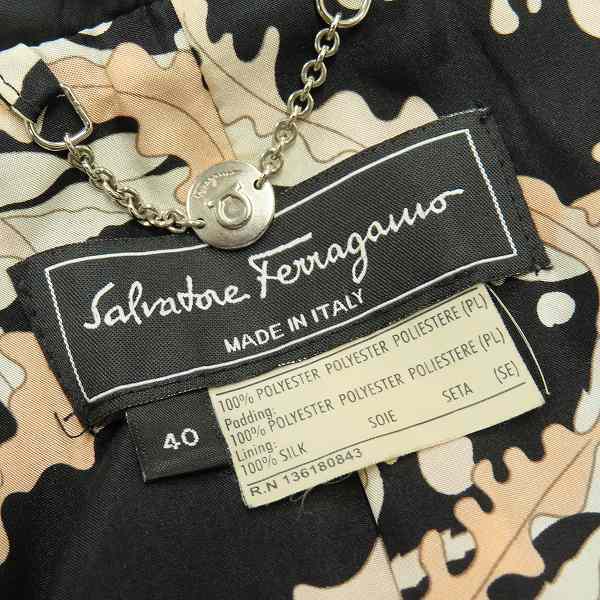 Ferragamo
Salvatore Ferragamo
MADE IN ITALY
40
100% POLYESTER POLYESTER POLIESTERE (PL)
Padding:
100% POLYESTER POLYESTER POLIESTERE (PL)
Lining:
100% SILK SOIE SETA (SE)
R.N 136180843